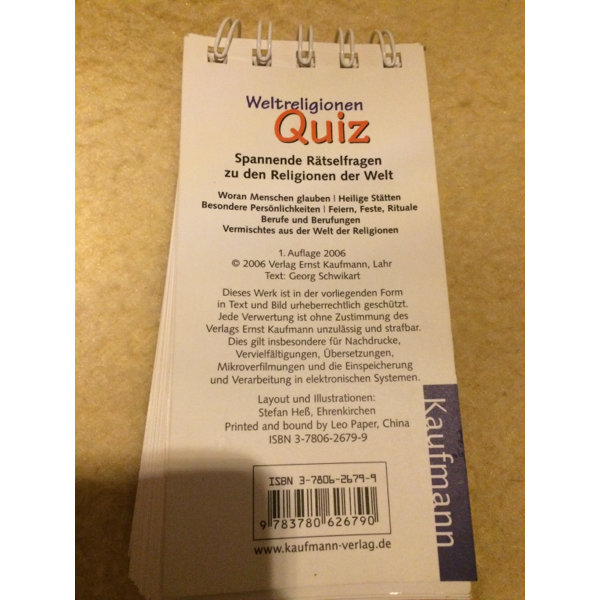 Weltreligionen
Quiz
Spannende Rätselfragen
zu den Religionen der Welt
Woran Menschen glauben | Heilige Stätten
Besondere Persönlichkeiten | Feiern, Feste, Rituale
Berufe und Berufungen
Vermischtes aus der Welt der Religionen
1. Auflage 2006
© 2006 Verlag Ernst Kaufmann, Lahr
Text: Georg Schwikart
Dieses Werk ist in der vorliegenden Form
in Text und Bild urheberrechtlich geschützt.
Jede Verwertung ist ohne Zustimmung des
Verlags Ernst Kaufmann unzulässig und strafbar.
Dies gilt insbesondere für Nachdrucke,
Vervielfältigungen, Übersetzungen,
Mikroverfilmungen und die Einspeicherung
und Verarbeitung in elektronischen Systemen.
Layout und Illustrationen:
Stefan Heß, Ehrenkirchen
Printed and bound by Leo Paper, China
ISBN 3-7806-2679-9
Kaufmann
ISBN 3-7806-2679-9
9 783780 626790
www.kaufmann-verlag.de